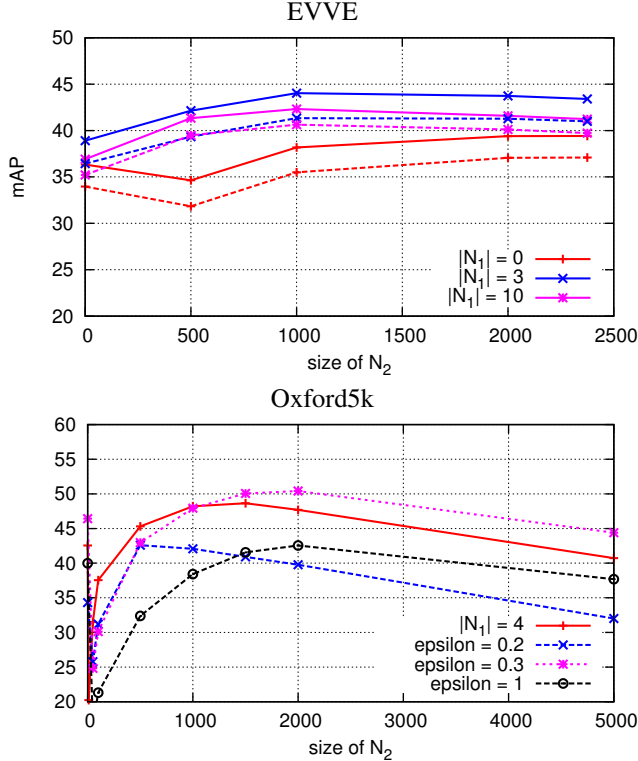 EVVE
50
45
40
35
30
25
20
mAP
|N₁| = 0
|N₁| = 3
|N₁| = 10
0 500 1000 1500 2000 2500
size of N₂
Oxford5k
60
55
50
45
40
35
30
25
20
|N₁| = 4
epsilon = 0.2
epsilon = 0.3
epsilon = 1
0 1000 2000 3000 4000 5000
size of N₂